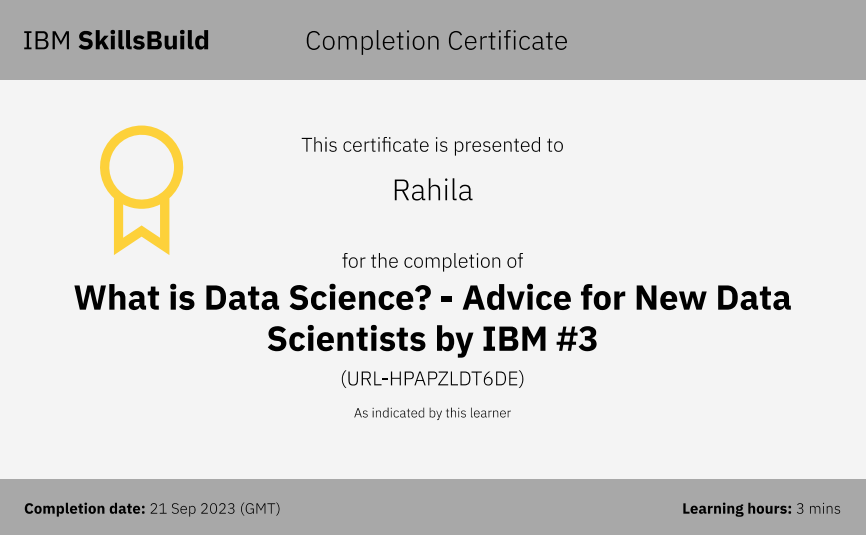 IBM SkillsBuild
Completion Certificate
This certificate is presented to
Rahila
for the completion of
What is Data Science? - Advice for New Data
Scientists by IBM #3
(URL-HPAPZLDT6DE)
As indicated by this learner
Completion date: 21 Sep 2023 (GMT)
Learning hours: 3 mins